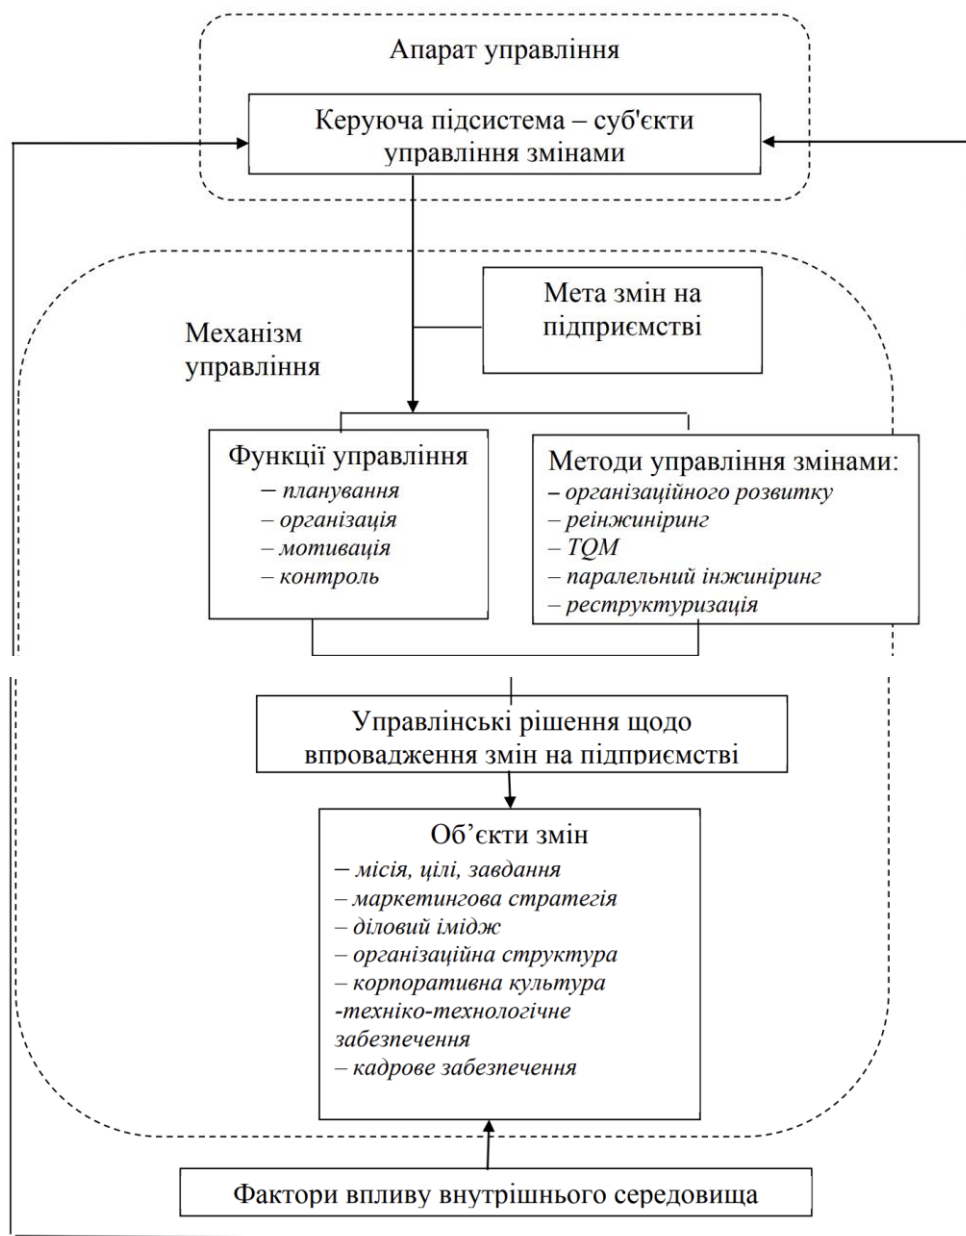 Апарат управління
Керуюча підсистема – суб'єкти
управління змінами
Мета змін на
підприємстві
Механізм
управління
Функції управління
– планування
– організація
– мотивація
– контроль
Методи управління змінами:
– організаційного розвитку
– реінжиніринг
– TQM
– паралельний інжиніринг
– реструктуризація
Управлінські рішення щодо
впровадження змін на підприємстві
Об’єкти змін
– місія, цілі, завдання
– маркетингова стратегія
– діловий імідж
– організаційна структура
– корпоративна культура
-техніко-технологічне
забезпечення
– кадрове забезпечення
Фактори впливу внутрішнього середовища